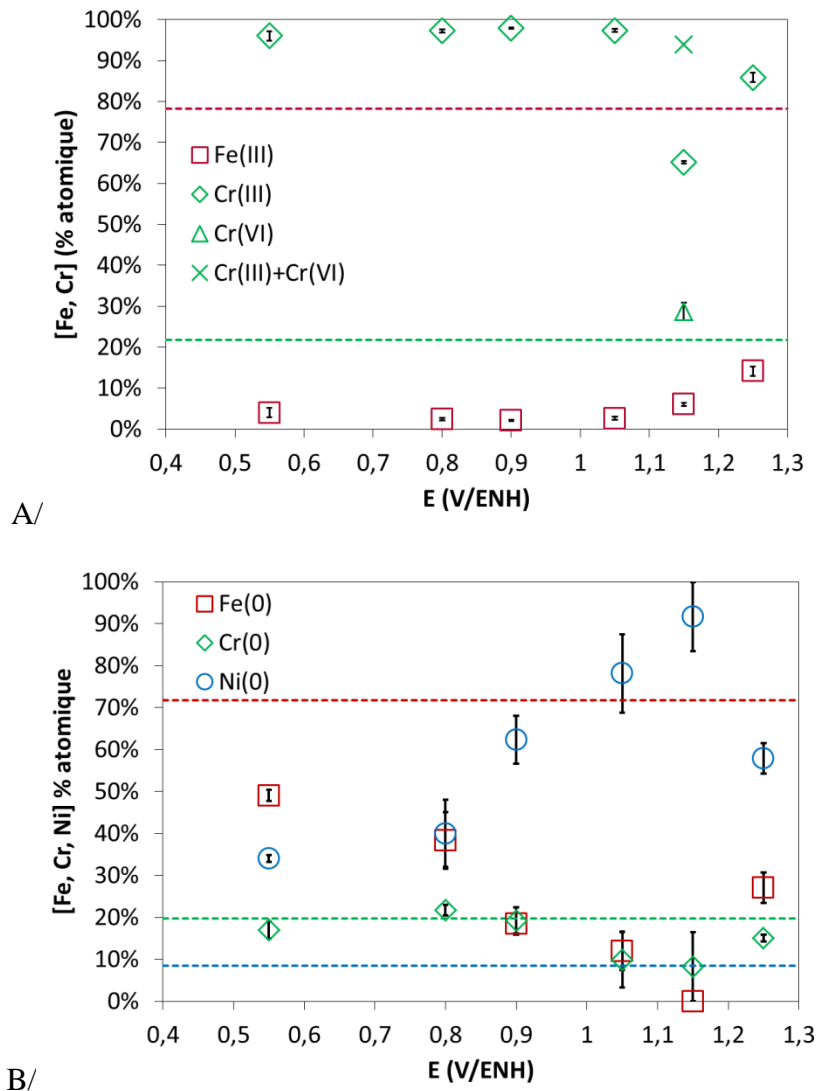 100%
90%
80%
70%
60%
50%
40%
30%
20%
10%
0%
[Fe, Cr] (% atomique)
Fe(III)
Cr(III)
Cr(VI)
Cr(III)+Cr(VI)
0,4 0,5 0,6 0,7 0,8 0,9 1 1,1 1,2 1,3
E (V/ENH)
A/
100%
90%
80%
70%
60%
50%
40%
30%
20%
10%
0%
[Fe, Cr, Ni] % atomique
Fe(0)
Cr(0)
Ni(0)
0,4 0,5 0,6 0,7 0,8 0,9 1 1,1 1,2 1,3
E (V/ENH)
B/